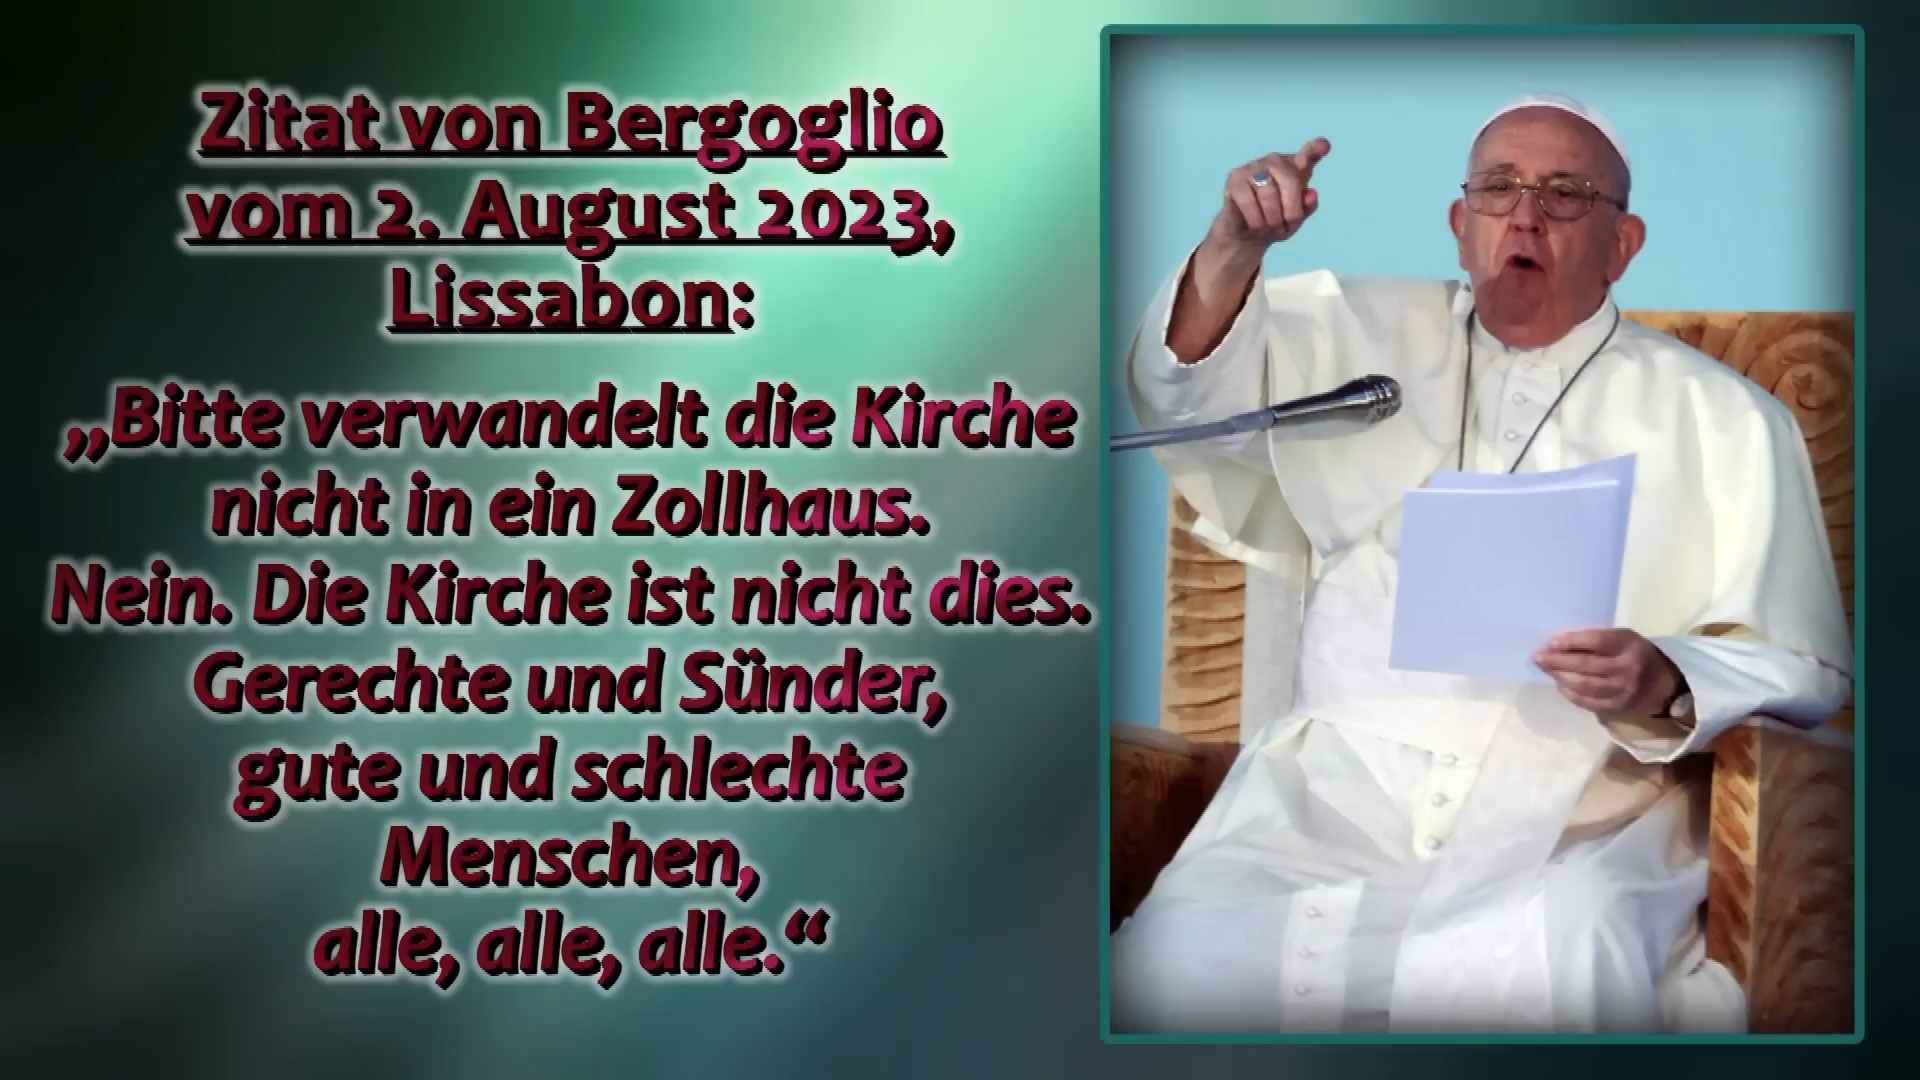 Zitat von Bergoglio
vom 2. August 2023,
Lissabon:
„Bitte verwandelt die Kirche
nicht in ein Zollhaus.
Nein. Die Kirche ist nicht dies.
Gerechte und Sünder,
gute und schlechte
Menschen,
alle, alle, alle.“